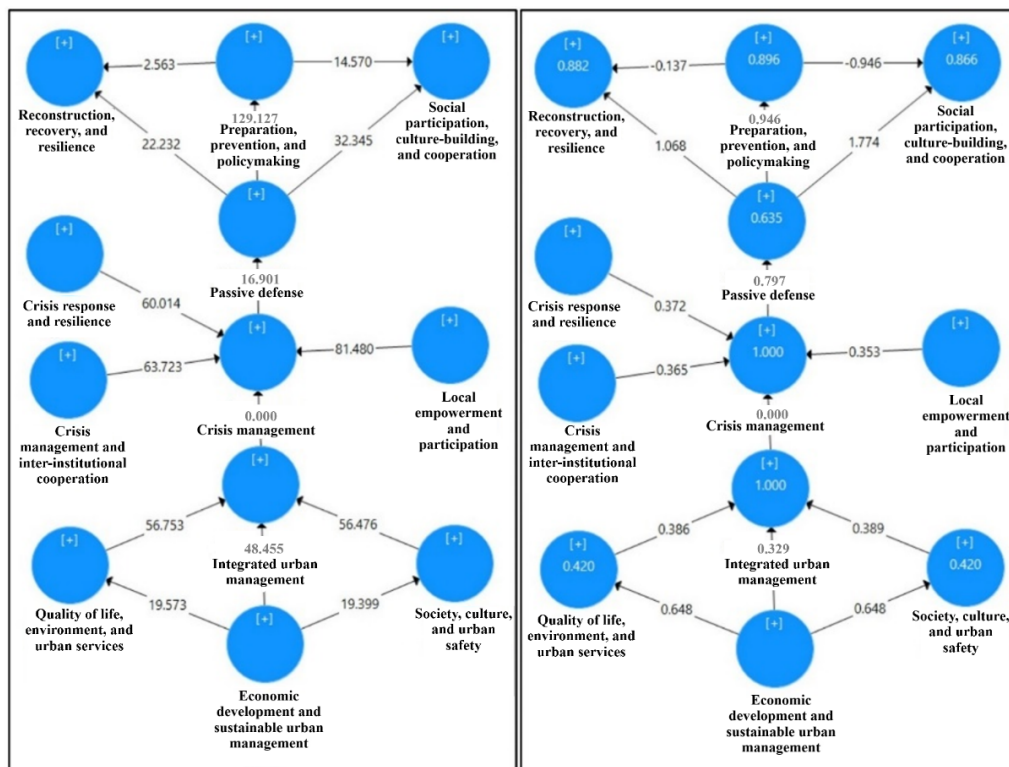 [+]
[+]
[+]
2.563
14.570
Reconstruction,
recovery, and
resilience
129.127
Preparation,
prevention, and
policymaking
Social
participation,
culture-building,
and cooperation
22.232
32.345
[+]
[+]
16.901
Passive defense
Crisis response
and resilience
60.014
[+]
[+]
[+]
63.723
81.480
Crisis
management and
inter-institutional
cooperation
0.000
Crisis management
Local
empowerment
and
participation
[+]
56.753
56.476
[+]
[+]
48.455
Integrated urban
management
Quality of life,
environment, and
urban services
19.573
19.399
Society, culture,
and urban
safety
[+]
Economic
development and
sustainable urban
management
[+]
0.882
[+]
0.896
[+]
0.866
-0.137
-0.946
Reconstruction,
recovery, and
resilience
0.946
Preparation,
prevention, and
policymaking
Social
participation,
culture-building,
and cooperation
1.068
1.774
[+]
0.635
[+]
0.797
Passive defense
Crisis response
and resilience
0.372
[+]
1.000
[+]
[+]
0.365
0.353
Crisis
management and
inter-institutional
cooperation
0.000
Crisis management
Local
empowerment
and
participation
[+]
1.000
0.386
0.389
[+]
0.420
[+]
0.420
0.329
Integrated urban
management
Quality of life,
environment, and
urban services
0.648
0.648
Society, culture,
and urban
safety
[+]
Economic
development and
sustainable urban
management